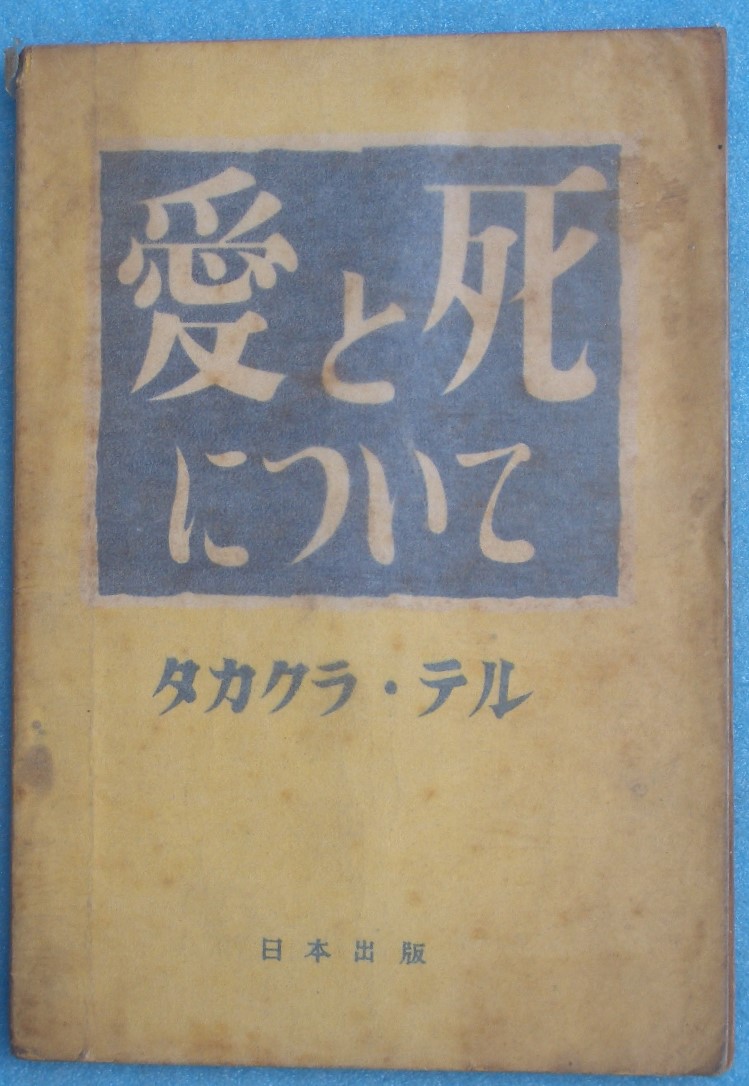 愛と死
について
タカクラ・テル
日本出版